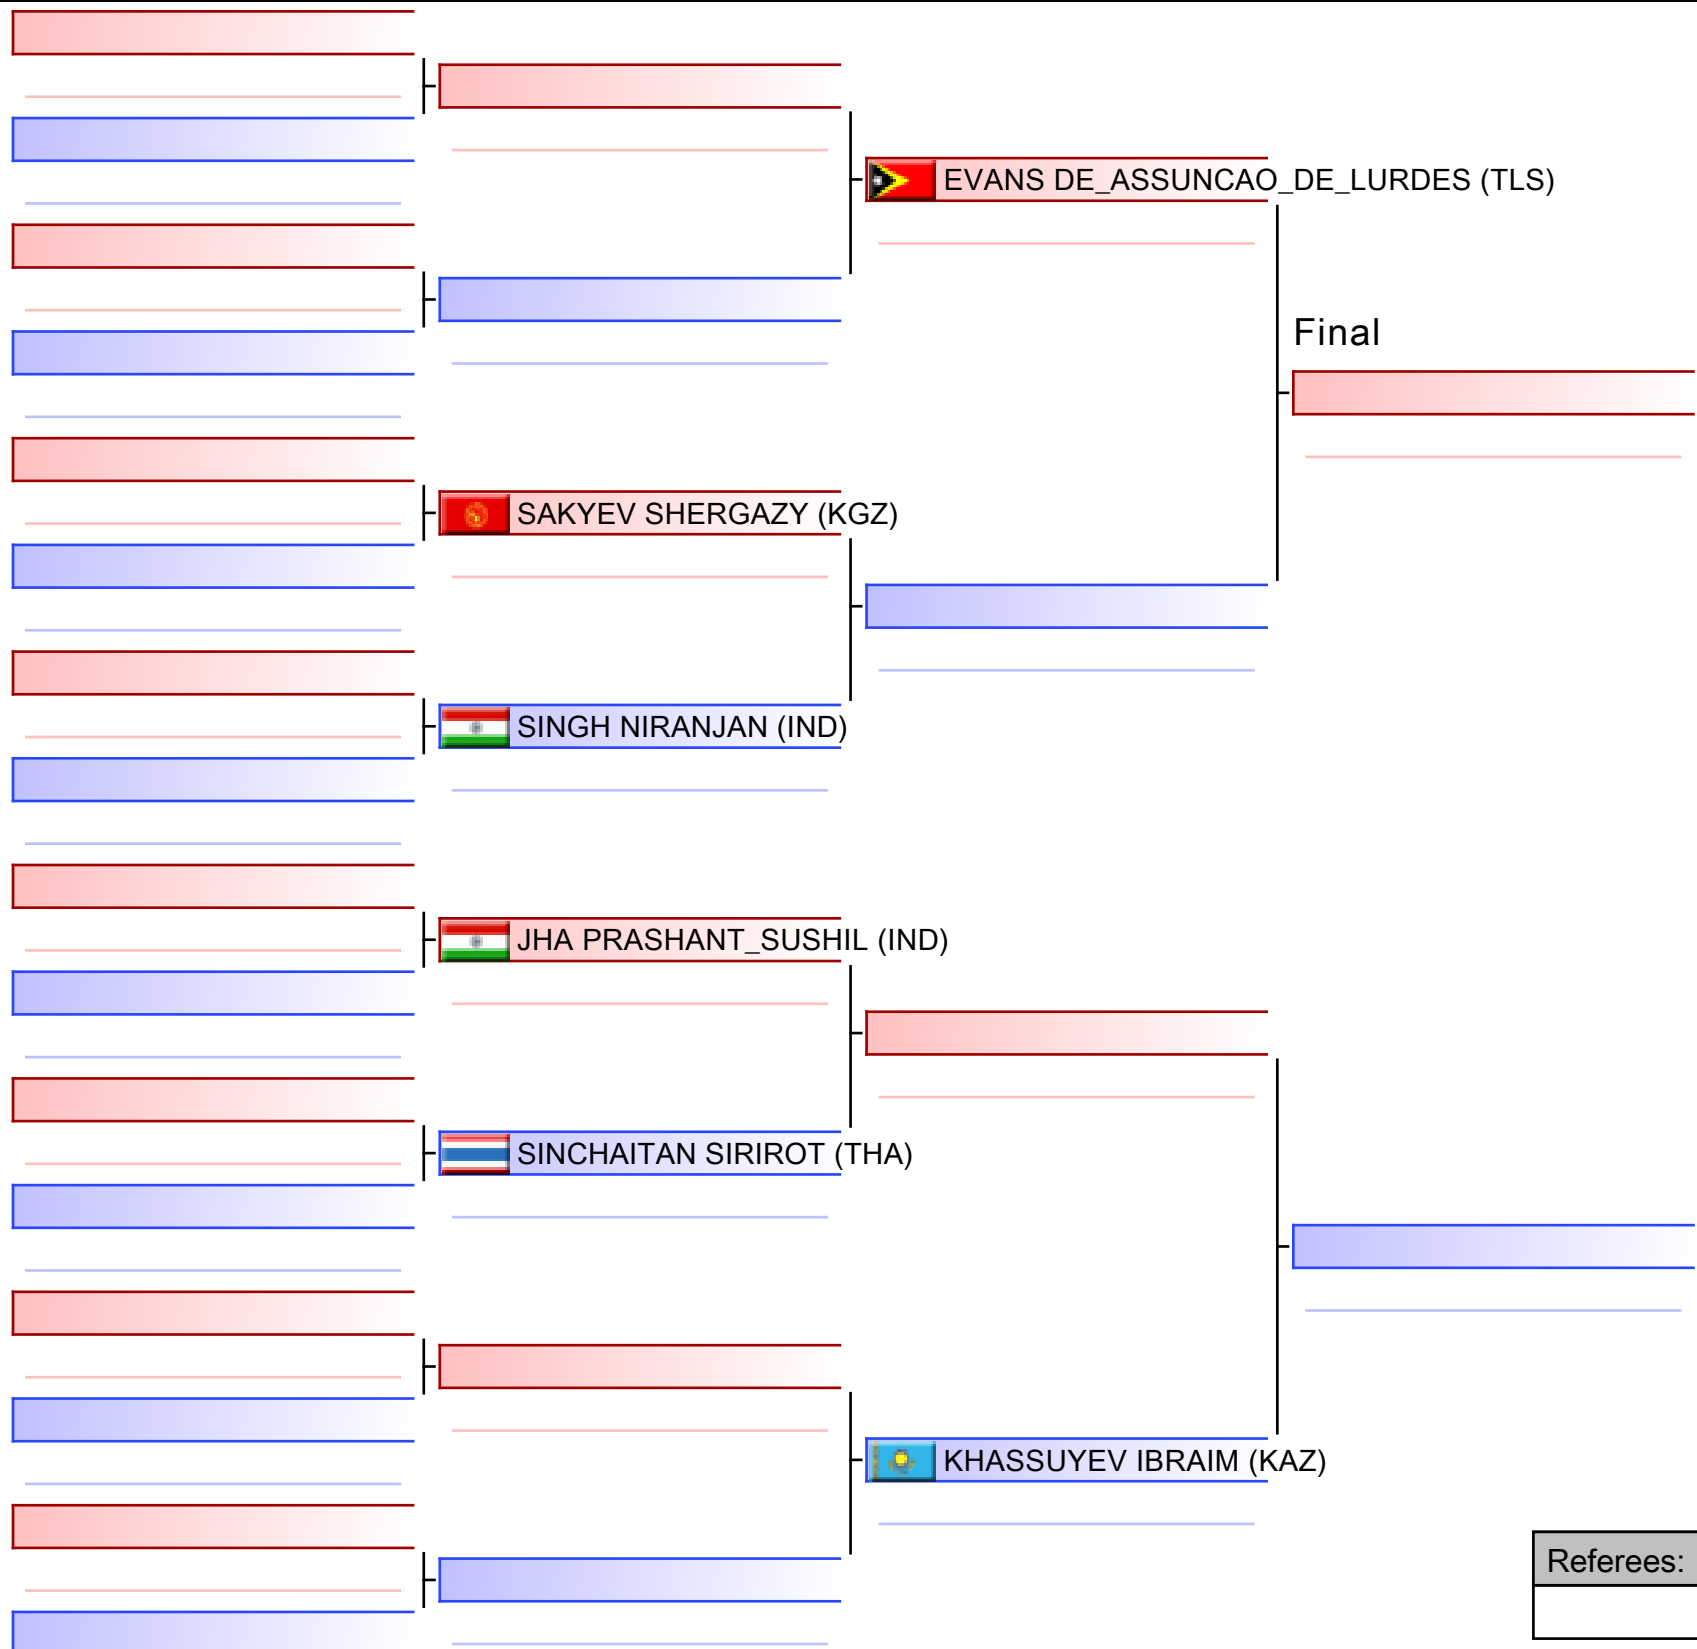 EVANS DE_ASSUNCAO_DE_LURDES (TLS)
Final
SAKYEV SHERGAZY (KGZ)
SINGH NIRANJAN (IND)
JHA PRASHANT_SUSHIL (IND)
SINCHAITAN SIRIROT (THA)
KHASSUYEV IBRAIM (KAZ)
Referees: